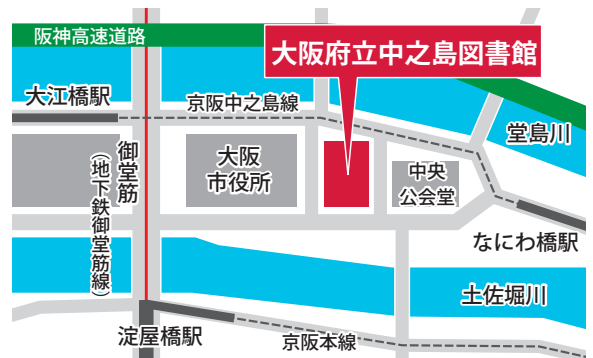 阪神高速道路
大阪府立中之島図書館
大江橋駅
京阪中之島線
堂島川
御堂筋
（地下鉄御堂筋線）
大阪
市役所
中央
公会堂
なにわ橋駅
土佐堀川
淀屋橋駅
京阪本線